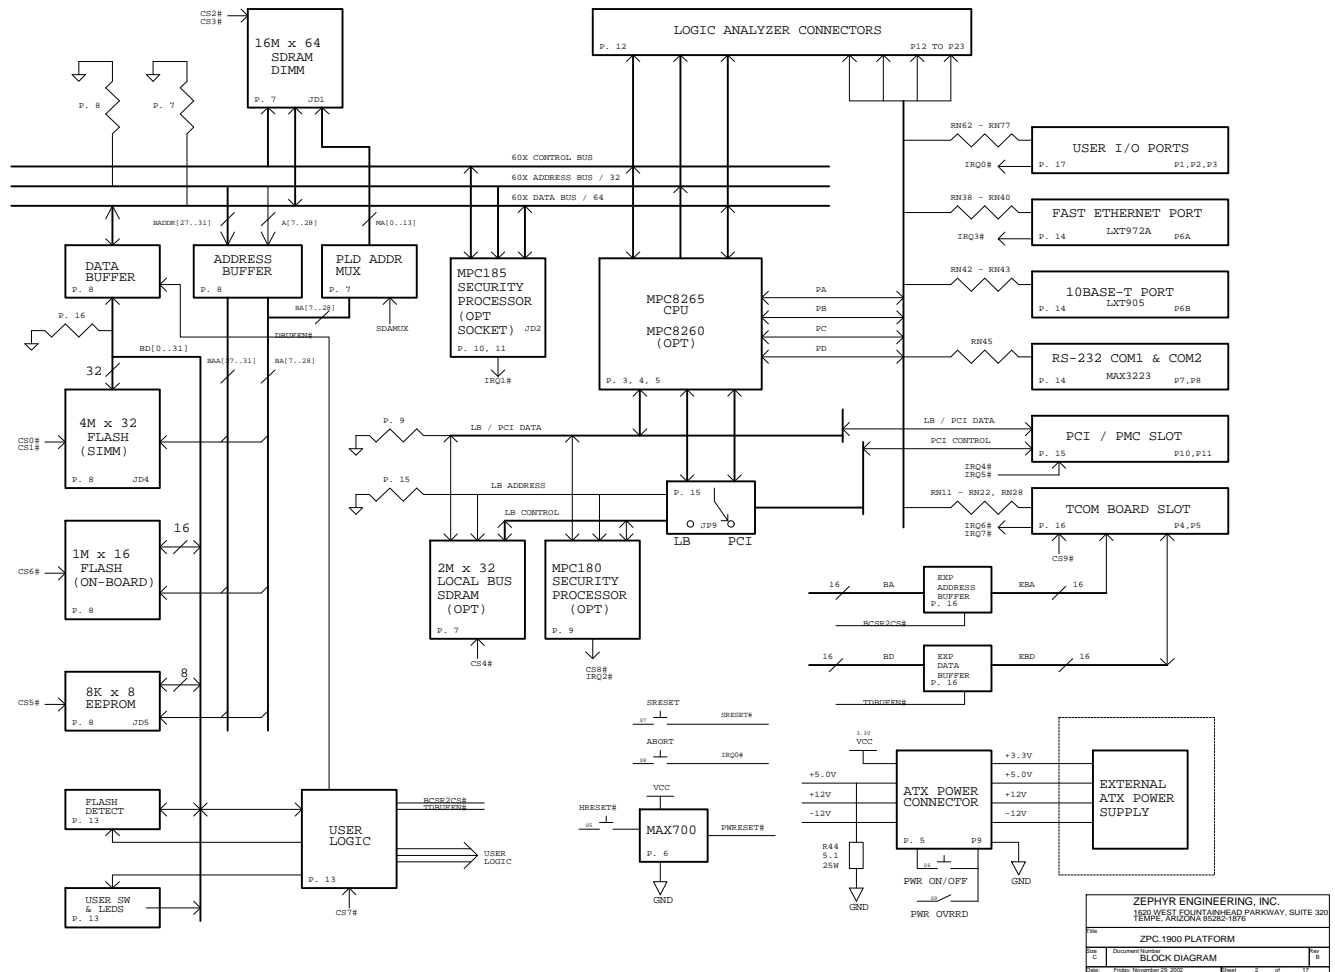 CS2#
CS3#
16M x 64
SDRAM
DIMM
P. 7 JD1
LOGIC ANALYZER CONNECTORS
P. 12 P12 TO P23
P. 8
P. 7
60X CONTROL BUS
60X ADDRESS BUS / 32
60X DATA BUS / 64
RN62 - RN77
IRQ0#
USER I/O PORTS
P. 17 P1,P2,P3
RN38 - RN40
IRQ3#
FAST ETHERNET PORT
LXT972A
P. 14 P6A
RN42 - RN43
10BASE-T PORT
LXT905
P. 14 P6B
RN45
RS-232 COM1 & COM2
MAX3223
P. 14 P7,P8
BADDR[27..31]
A[7..28]
MA[0..13]
DATA
BUFFER
P. 8
ADDRESS
BUFFER
P. 8
PLD ADDR
MUX
P. 7
BA[7..28]
SDAMUX
P. 16
DBUFEN#
BD[0..31]
BAA[27..31]
BA[7..28]
32
MPC185
SECURITY
PROCESSOR
(OPT
SOCKET) JD2
P. 10, 11
IRQ1#
MPC8265
CPU
MPC8260
(OPT)
P. 3, 4, 5
PA
PB
PC
PD
CS0#
CS1#
4M x 32
FLASH
(SIMM)
P. 8 JD4
P. 9
LB / PCI DATA
LB / PCI DATA
PCI CONTROL
PCI / PMC SLOT
P. 15 P10,P11
IRQ4#
IRQ5#
P. 15
LB ADDRESS
LB CONTROL
P. 15
JP9
LB PCI
RN11 - RN22, RN28
TCOM BOARD SLOT
P. 16 P4,P5
IRQ6#
IRQ7#
CS9#
16
CS6#
1M x 16
FLASH
(ON-BOARD)
P. 8
2M x 32
LOCAL BUS
SDRAM
(OPT)
P. 7
CS4#
MPC180
SECURITY
PROCESSOR
(OPT)
P. 9
CS8#
IRQ2#
16 BA
EXP
ADDRESS
BUFFER
P. 16
EBA 16
BCSR2CS#
16 BD
EXP
DATA
BUFFER
P. 16
EBD 16
TDBUFEN#
8
CS5#
8K x 8
EEPROM
P. 8 JD5
SRESET
S7
SRESET#
ABORT
S8
IRQ0#
VCC
HRESET#
S5
MAX700
P. 6
PWRESET#
GND
FLASH
DETECT
P. 13
USER
LOGIC
P. 13
BCSR2CS#
TDBUFEN#
USER
LOGIC
CS7#
USER SW
& LEDS
P. 13
3.3V
VCC
+5.0V
+12V
-12V
R44
5.1
25W
GND
ATX POWER
CONNECTOR
P. 5 P9
S6
PWR ON/OFF
S9
PWR OVRRD
GND
+3.3V
+5.0V
+12V
-12V
EXTERNAL
ATX POWER
SUPPLY
ZEPHYR ENGINEERING, INC.
1620 WEST FOUNTAINHEAD PARKWAY, SUITE 320
TEMPE, ARIZONA 85282-1876
Title
ZPC.1900 PLATFORM
Size Document Number Rev
C BLOCK DIAGRAM B
Date: Friday, November 29, 2002 Sheet 2 of 17